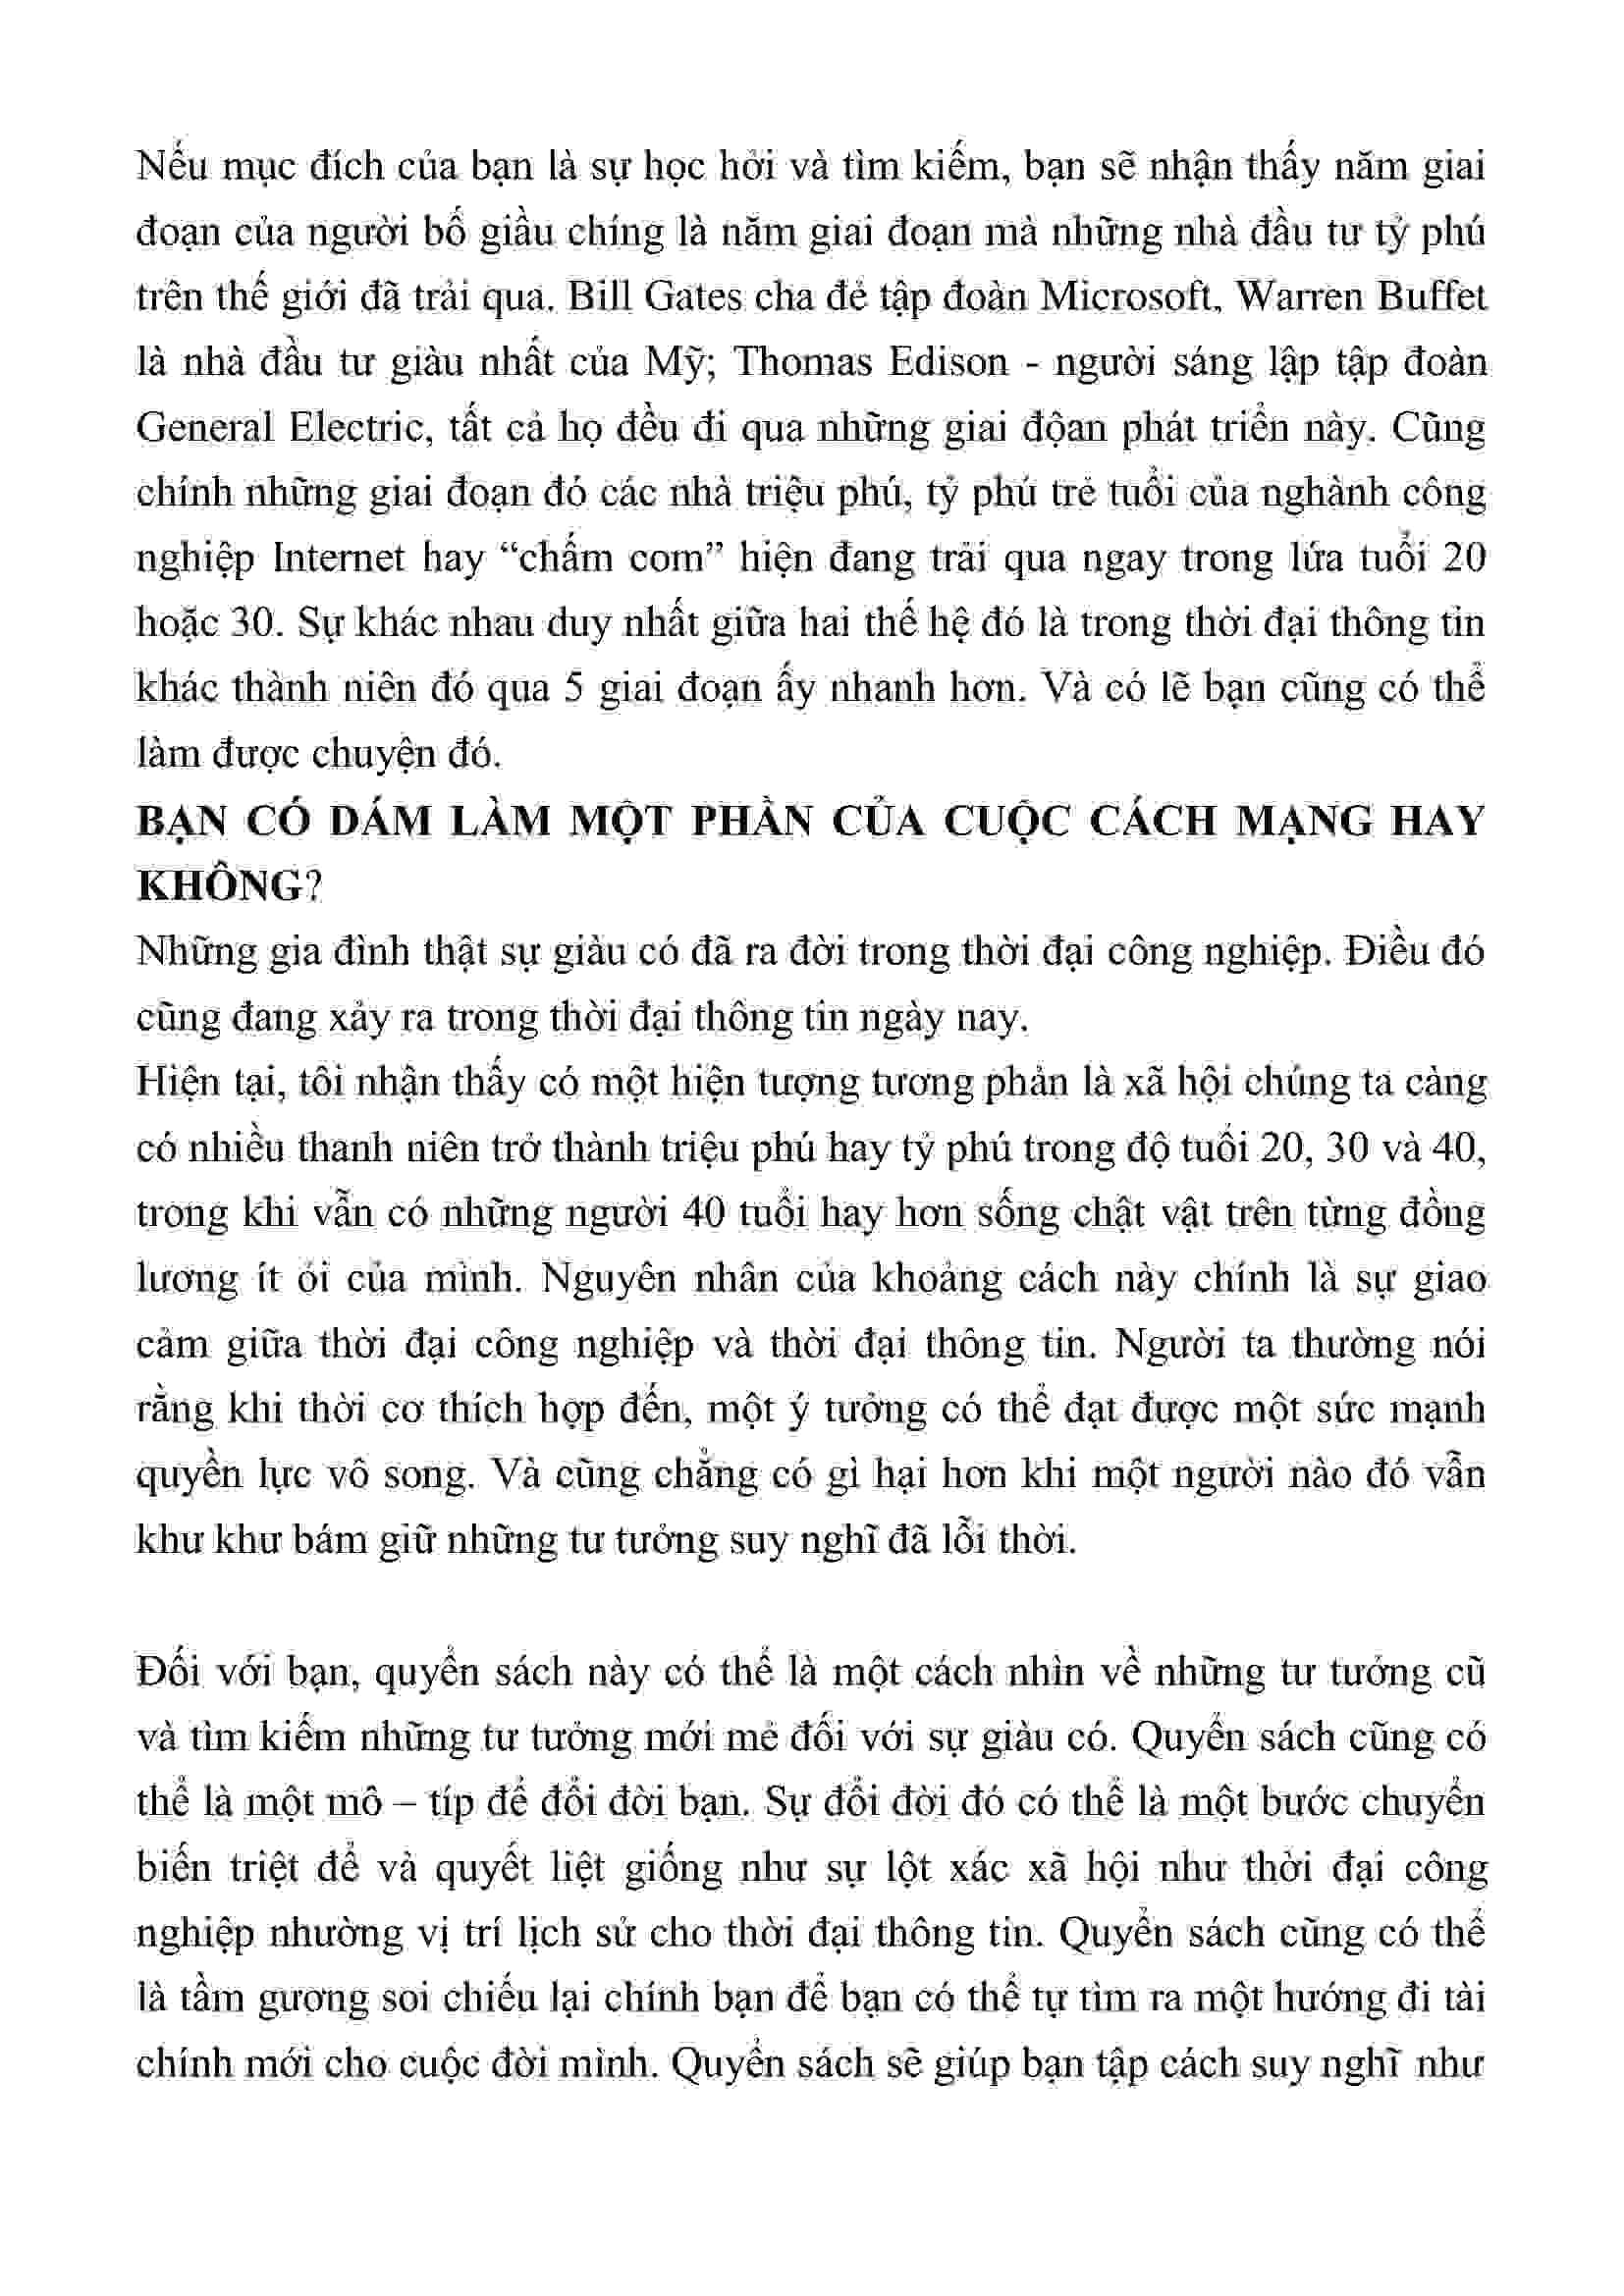 Nếu mục đích của bạn là sự học hỏi và tìm kiếm, bạn sẽ nhận thấy năm giai
đoạn của người bố giầu chíng là năm giai đoạn mà những nhà đầu tư tỷ phú
trên thế giới đã trải qua. Bill Gates cha đẻ tập đoàn Microsoft, Warren Buffet
là nhà đầu tư giàu nhất của Mỹ; Thomas Edison - người sáng lập tập đoàn
General Electric, tất cả họ đều đi qua những giai độan phát triển này. Cũng
chính những giai đoạn đó các nhà triệu phú, tỷ phú trẻ tuổi của nghành công
nghiệp Internet hay “chấm com” hiện đang trải qua ngay trong lứa tuổi 20
hoặc 30. Sự khác nhau duy nhất giữa hai thế hệ đó là trong thời đại thông tin
khác thành niên đó qua 5 giai đoạn ấy nhanh hơn. Và có lẽ bạn cũng có thể
làm được chuyện đó.
BẠN CÓ DÁM LÀM MỘT PHẦN CỦA CUỘC CÁCH MẠNG HAY
KHÔNG?
Những gia đình thật sự giàu có đã ra đời trong thời đại công nghiệp. Điều đó
cũng đang xảy ra trong thời đại thông tin ngày nay.
Hiện tại, tôi nhận thấy có một hiện tượng tương phản là xã hội chúng ta càng
có nhiều thanh niên trở thành triệu phú hay tỷ phú trong độ tuổi 20, 30 và 40,
trong khi vẫn có những người 40 tuổi hay hơn sống chật vật trên từng đồng
lương ít ỏi của mình. Nguyên nhân của khoảng cách này chính là sự giao
cảm giữa thời đại công nghiệp và thời đại thông tin. Người ta thường nói
rằng khi thời cơ thích hợp đến, một ý tưởng có thể đạt được một sức mạnh
quyền lực vô song. Và cũng chẳng có gì hại hơn khi một người nào đó vẫn
khư khư bám giữ những tư tưởng suy nghĩ đã lỗi thời.
Đối với bạn, quyển sách này có thể là một cách nhìn về những tư tưởng cũ
và tìm kiếm những tư tưởng mới mẻ đối với sự giàu có. Quyển sách cũng có
thể là một mô – típ để đổi đời bạn. Sự đổi đời đó có thể là một bước chuyển
biến triệt để và quyết liệt giống như sự lột xác xã hội như thời đại công
nghiệp nhường vị trí lịch sử cho thời đại thông tin. Quyển sách cũng có thể
là tầm gương soi chiếu lại chính bạn để bạn có thể tự tìm ra một hướng đi tài
chính mới cho cuộc đời mình. Quyển sách sẽ giúp bạn tập cách suy nghĩ như